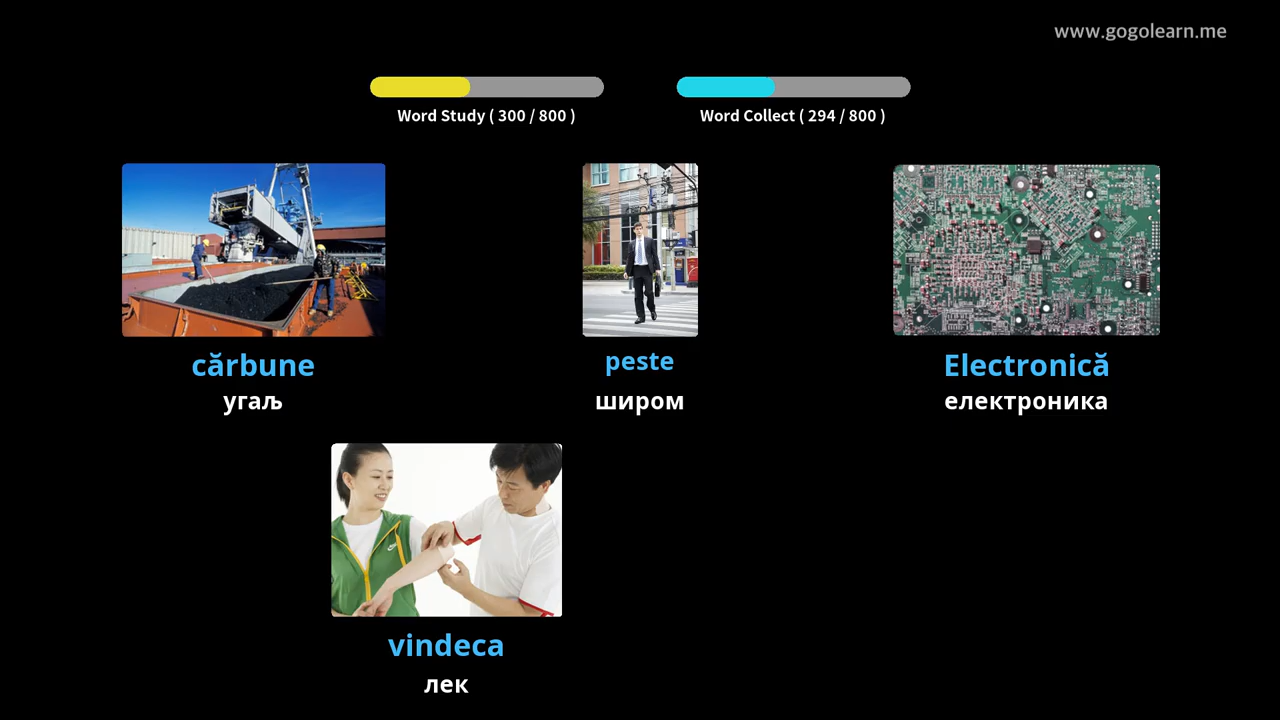 www.gogolearn.me
Word Study ( 300 / 800 )
Word Collect ( 294 / 800 )
cărbune
угаљ
peste
широм
Electronică
електроника
vindeca
лек